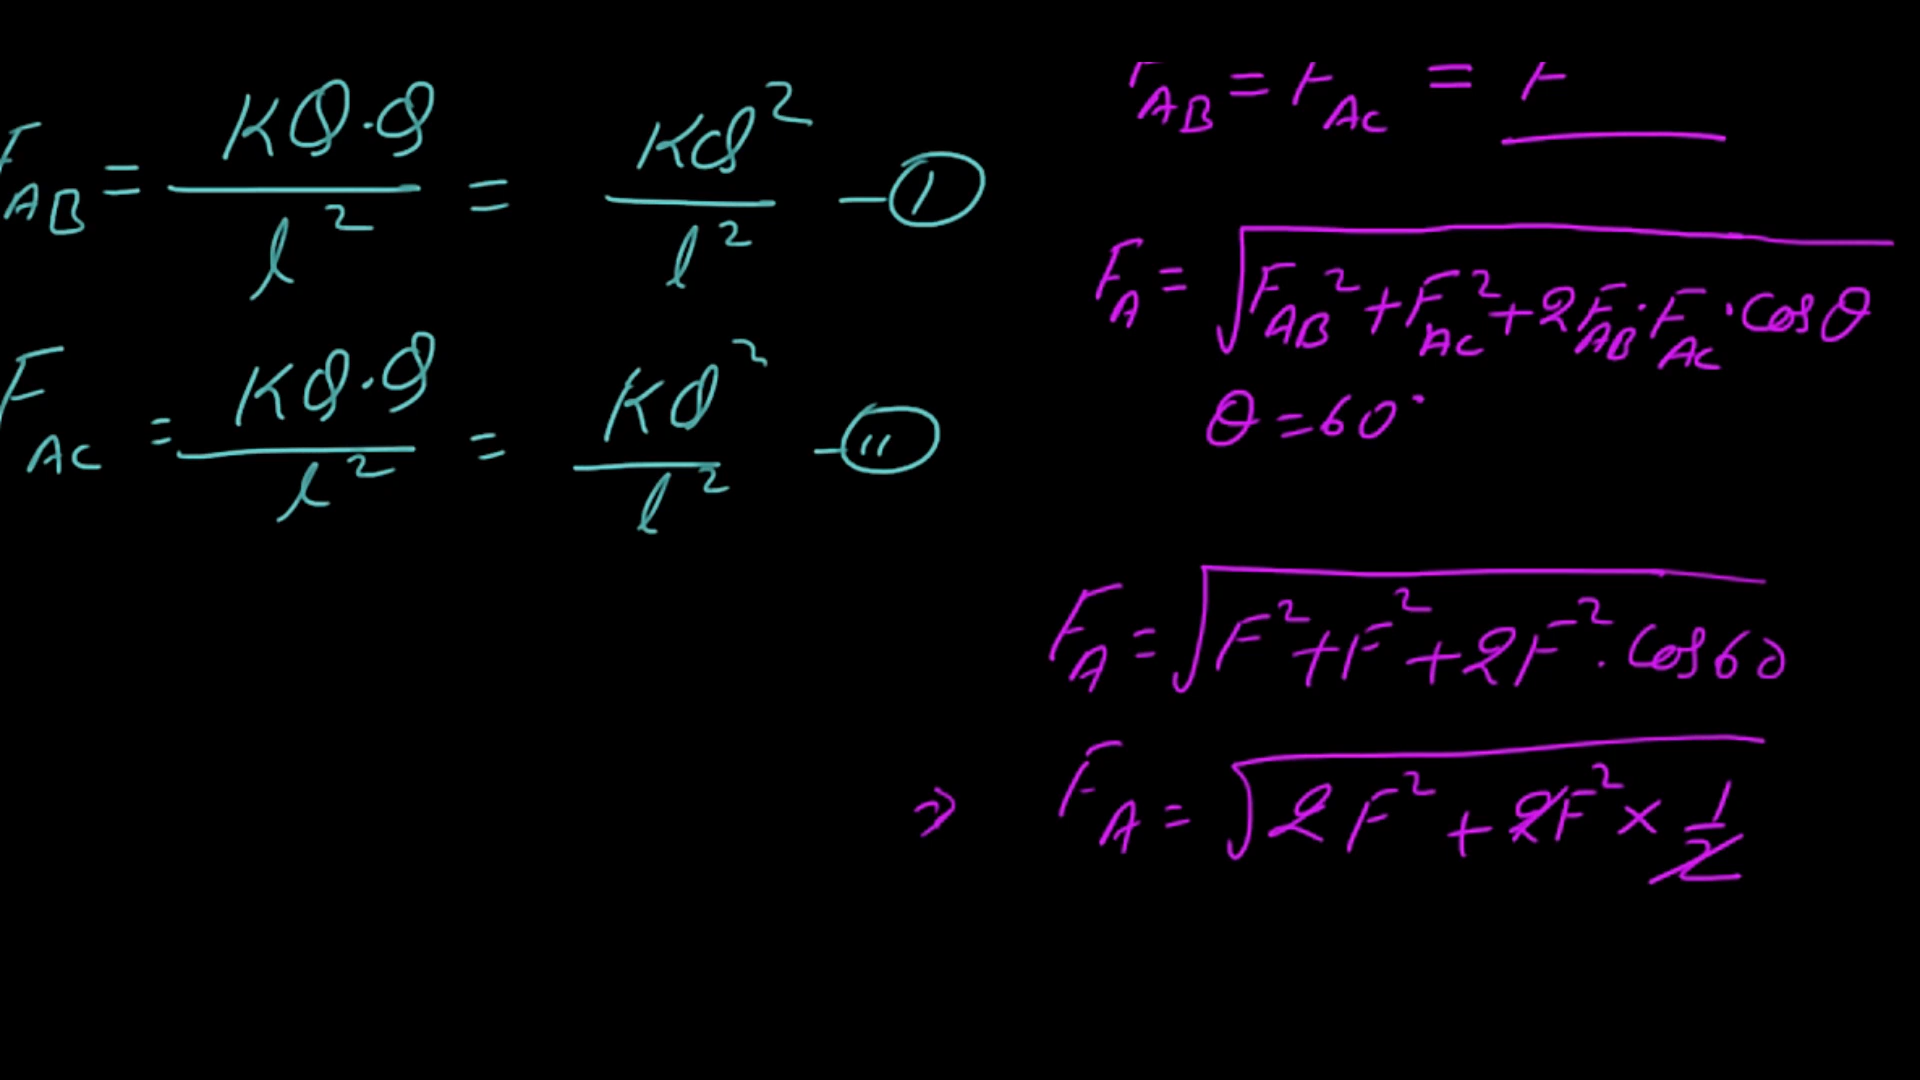 F_AB = KQ·Q / l² = KQ² / l² — (I)
F_AC = KQ·Q / l² = KQ² / l² — (II)
F_AB = F_AC = F
F_A = √(F_AB² + F_AC² + 2F_AB·F_AC·Cosθ)
θ = 60°
F_A = √(F² + F² + 2F²·Cos60)
⇒ F_A = √(2F² + 2F² × 1/2)